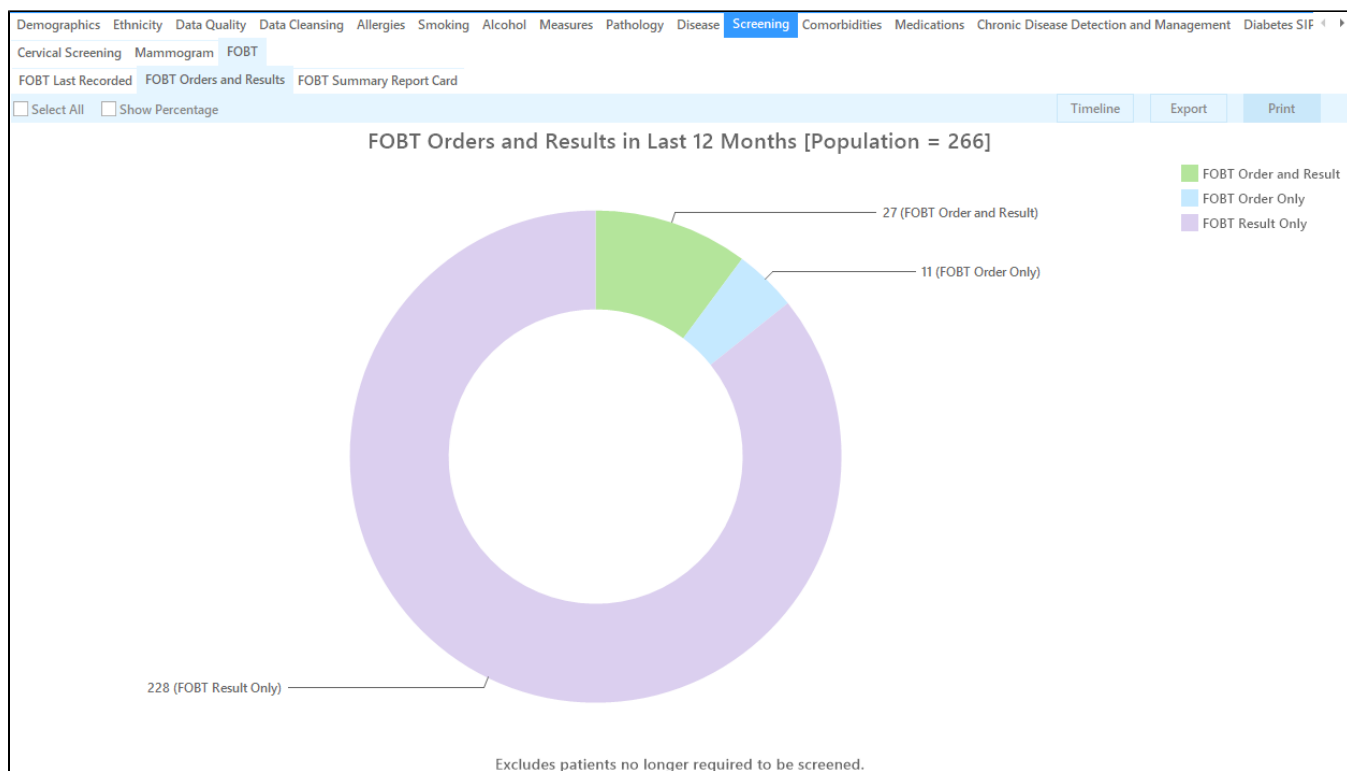 Demographics Ethnicity Data Quality Data Cleansing Allergies Smoking Alcohol Measures Pathology Disease Screening Comorbidities Medications Chronic Disease Detection and Management Diabetes SIP
Cervical Screening Mammogram FOBT
FOBT Last Recorded FOBT Orders and Results FOBT Summary Report Card
Select All Show Percentage Timeline Export Print
FOBT Orders and Results in Last 12 Months [Population = 266]
FOBT Order and Result
FOBT Order Only
FOBT Result Only
27 (FOBT Order and Result)
11 (FOBT Order Only)
228 (FOBT Result Only)
Excludes patients no longer required to be screened.